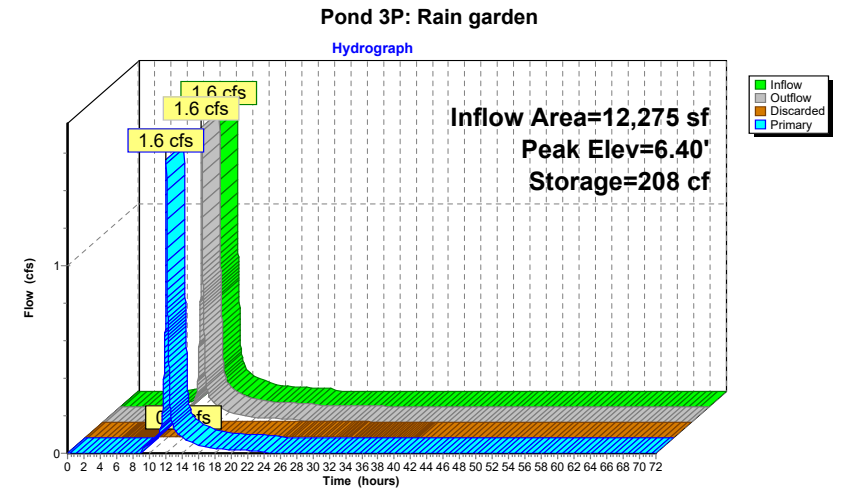 Pond 3P: Rain garden
Hydrograph
1.6 cfs
1.6 cfs
1.6 cfs
Inflow
Outflow
Discarded
Primary
Inflow Area=12,275 sf
Peak Elev=6.40'
Storage=208 cf
1
Flow (cfs)
0
0 2 4 6 8 10 12 14 16 18 20 22 24 26 28 30 32 34 36 38 40 42 44 46 48 50 52 54 56 58 60 62 64 66 68 70 72
Time (hours)